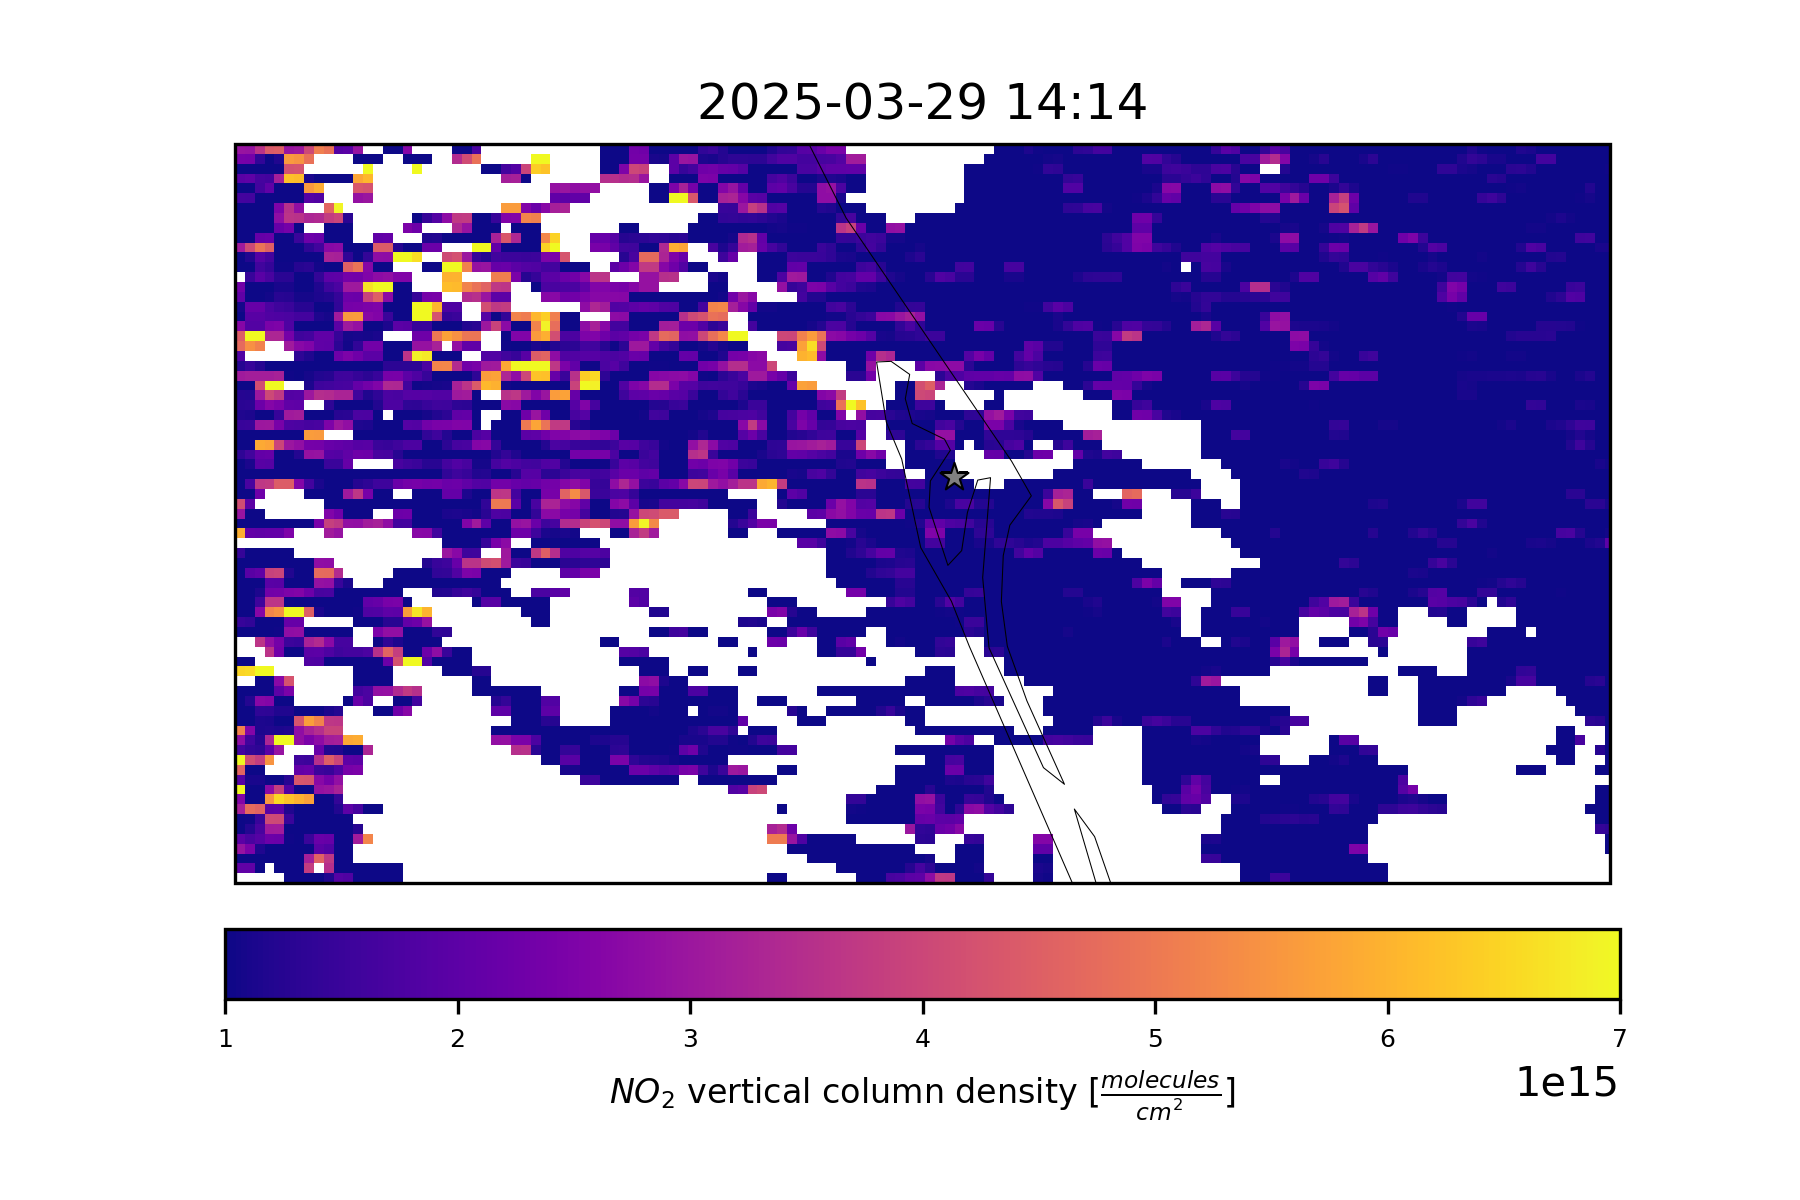 2025-03-29 14:14
1 2 3 4 5 6 7
NO₂ vertical column density [molecules/cm²]
1e15